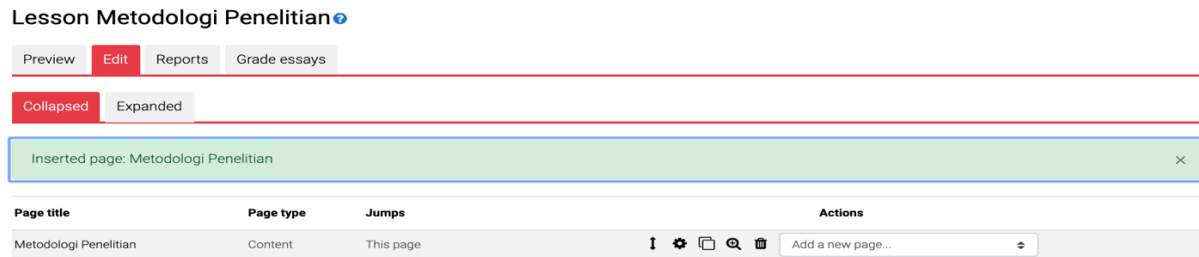 Lesson Metodologi Penelitian
Preview Edit Reports Grade essays
Collapsed Expanded
Inserted page: Metodologi Penelitian ×
Page title Page type Jumps Actions
Metodologi Penelitian Content This page Add a new page...